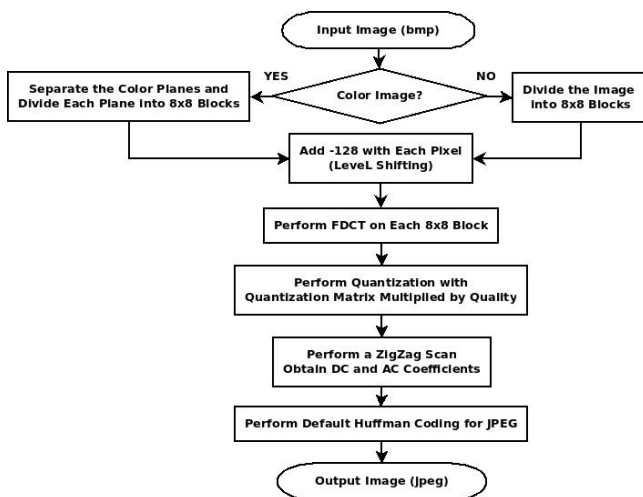 Input Image (bmp)
YES
NO
Color Image?
Separate the Color Planes and
Divide Each Plane into 8x8 Blocks
Divide the Image
into 8x8 Blocks
Add -128 with Each Pixel
(LeveL Shifting)
Perform FDCT on Each 8x8 Block
Perform Quantization with
Quantization Matrix Multiplied by Quality
Perform a ZigZag Scan
Obtain DC and AC Coefficients
Perform Default Huffman Coding for JPEG
Output Image (jpeg)